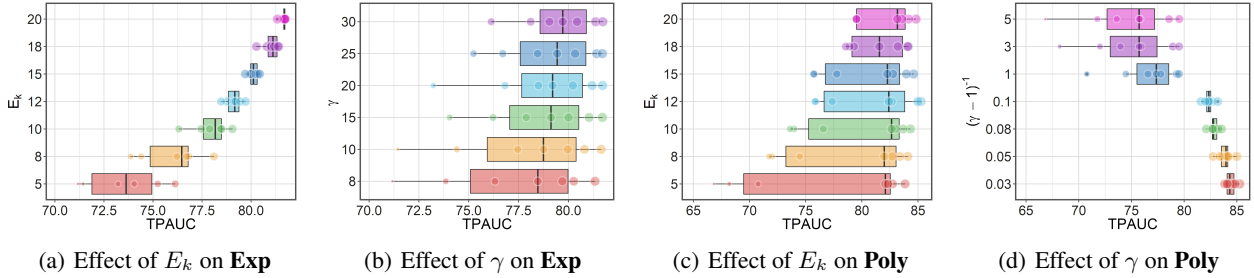 20
18
15
12
10
8
5
E_k
70.0 72.5 75.0 77.5 80.0
TPAUC
(a) Effect of E_k on Exp
30
25
20
15
10
8
γ
70.0 72.5 75.0 77.5 80.0
TPAUC
(b) Effect of γ on Exp
20
18
15
12
10
8
5
E_k
65 70 75 80 85
TPAUC
(c) Effect of E_k on Poly
5
3
1
0.1
0.08
0.05
0.03
(γ − 1)^-1
65 70 75 80 85
TPAUC
(d) Effect of γ on Poly